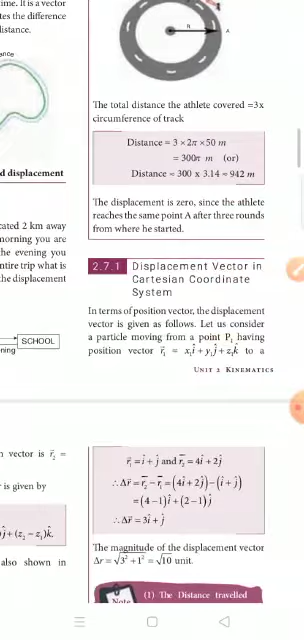 ime. It is a vector
tes the difference
distance.
ance
d displacement
cated 2 km away
morning you are
he evening you
entire trip what is
the displacement
SCHOOL
ning
A
The total distance the athlete covered =3x
circumference of track
Distance = 3 × 2π × 50 m
= 300π m (or)
Distance ≈ 300 x 3.14 ≈ 942 m
The displacement is zero, since the athlete
reaches the same point A after three rounds
from where he started.
2.7.1 Displacement Vector in
Cartesian Coordinate
System
In terms of position vector, the displacement
vector is given as follows. Let us consider
a particle moving from a point P₁ having
position vector r⃗₁ = x₁î + y₁ĵ + z₁k̂ to a
UNIT 2 KINEMATICS
n vector is r⃗₂ =
r is given by
)ĵ + (z₂ − z₁)k̂.
also shown in
r⃗₁ = î + ĵ and r⃗₂ = 4î + 2ĵ
∴Δr⃗ = r⃗₂ − r⃗₁ = (4î + 2ĵ) − (î + ĵ)
= (4−1)î + (2−1)ĵ
∴Δr⃗ = 3î + ĵ
The magnitude of the displacement vector
Δr = √3² + 1² = √10 unit.
Note
(1) The Distance travelled